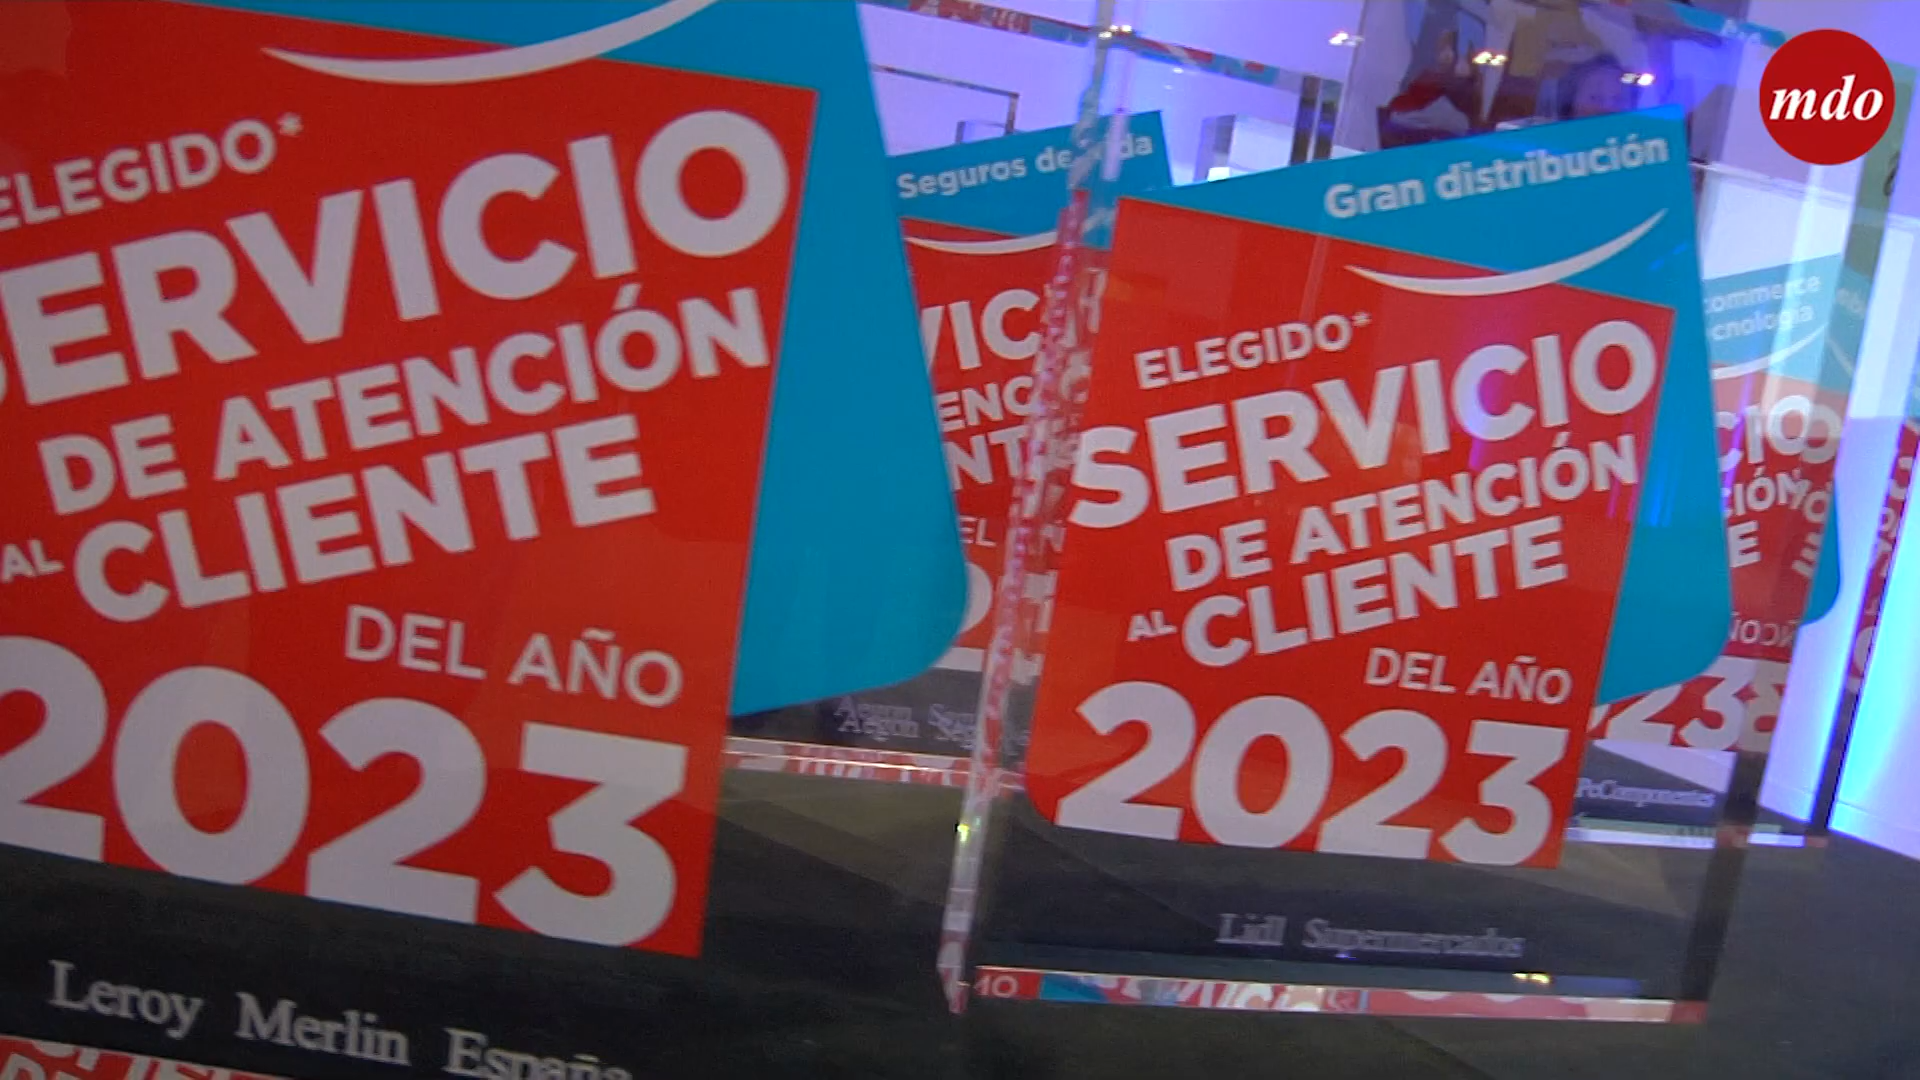 mdo
ELEGIDO*
SERVICIO
DE ATENCIÓN
AL CLIENTE
DEL AÑO
2023
Leroy Merlin España
Seguros de
Gran distribución
ELEGIDO*
SERVICIO
DE ATENCIÓN
AL CLIENTE
DEL AÑO
2023
Lidl Supermercados
PcComponentes